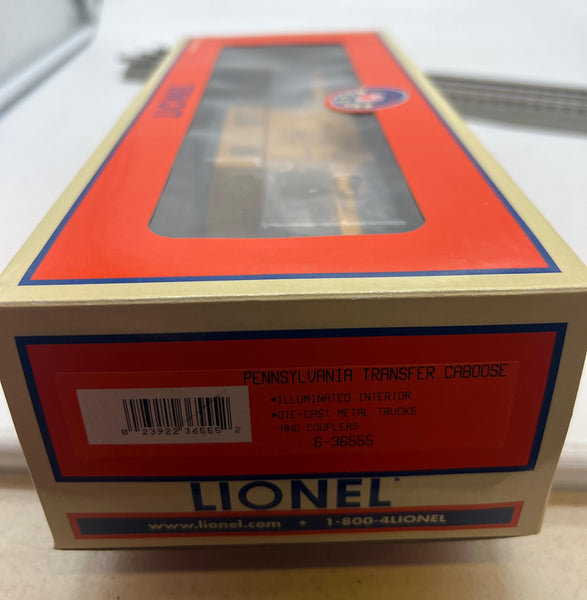 LIONEL
LIONEL
PENNSYLVANIA TRANSFER CABOOSE
•ILLUMINATED INTERIOR
•DIE-CAST METAL TRUCKS
AND COUPLERS
6-36555
0 23922 36555 2
LIONEL
www.lionel.com • 1-800-4LIONEL